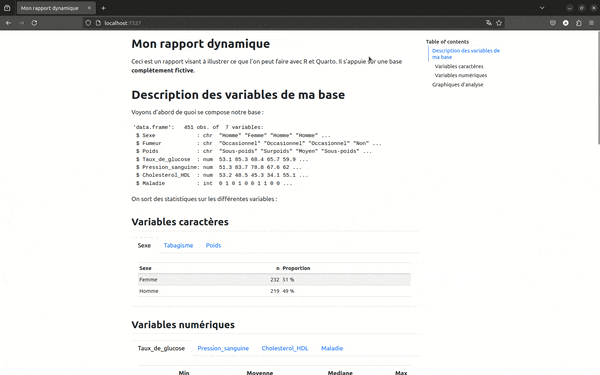 Mon rapport dynamique
localhost:7337
Mon rapport dynamique
Ceci est un rapport visant à illustrer ce que l'on peut faire avec R et Quarto. Il s'appuie sur une base
complètement fictive.
Description des variables de ma base
Voyons d'abord de quoi se compose notre base :
'data.frame': 451 obs. of 7 variables:
$ Sexe : chr "Homme" "Femme" "Homme" "Homme" ...
$ Fumeur : chr "Occasionnel" "Occasionnel" "Occasionnel" "Non" ...
$ Poids : chr "Sous-poids" "Surpoids" "Moyen" "Sous-poids" ...
$ Taux_de_glucose : num 53.1 85.3 68.4 65.7 59.9 ...
$ Pression_sanguine: num 51.3 63.7 78.8 67.6 62 ...
$ Cholesterol_HDL : num 53.2 48.5 45.3 34.1 55.1 ...
$ Maladie : int 0 1 0 1 0 0 1 1 0 0 ...
On sort des statistiques sur les différentes variables :
Variables caractères
Sexe Tabagisme Poids
Sexe n Proportion
Femme 232 51 %
Homme 219 49 %
Variables numériques
Taux_de_glucose Pression_sanguine Cholesterol_HDL Maladie
Min Moyenne Mediane Max
Table of contents
Description des variables de
ma base
Variables caractères
Variables numériques
Graphiques d'analyse